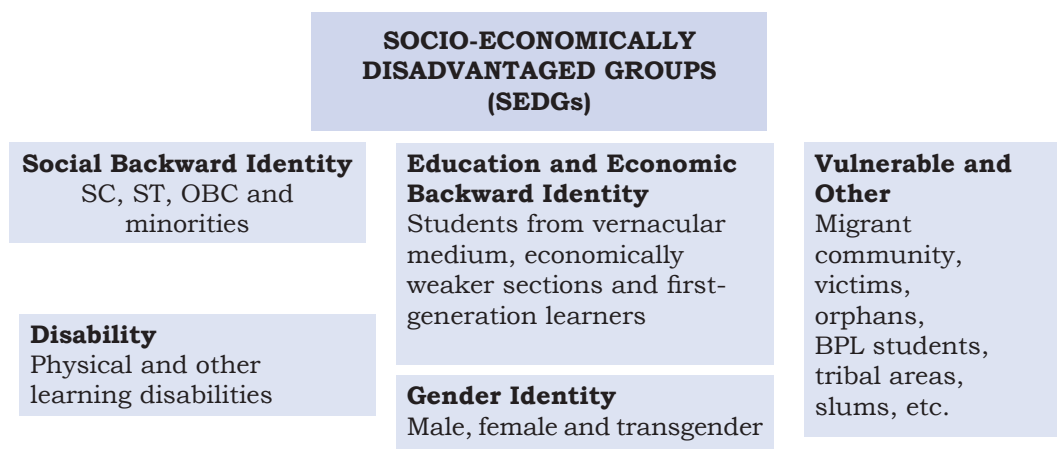 SOCIO-ECONOMICALLY
DISADVANTAGED GROUPS
(SEDGs)
Social Backward Identity
SC, ST, OBC and
minorities
Disability
Physical and other
learning disabilities
Education and Economic
Backward Identity
Students from vernacular
medium, economically
weaker sections and first-
generation learners
Gender Identity
Male, female and transgender
Vulnerable and
Other
Migrant
community,
victims,
orphans,
BPL students,
tribal areas,
slums, etc.